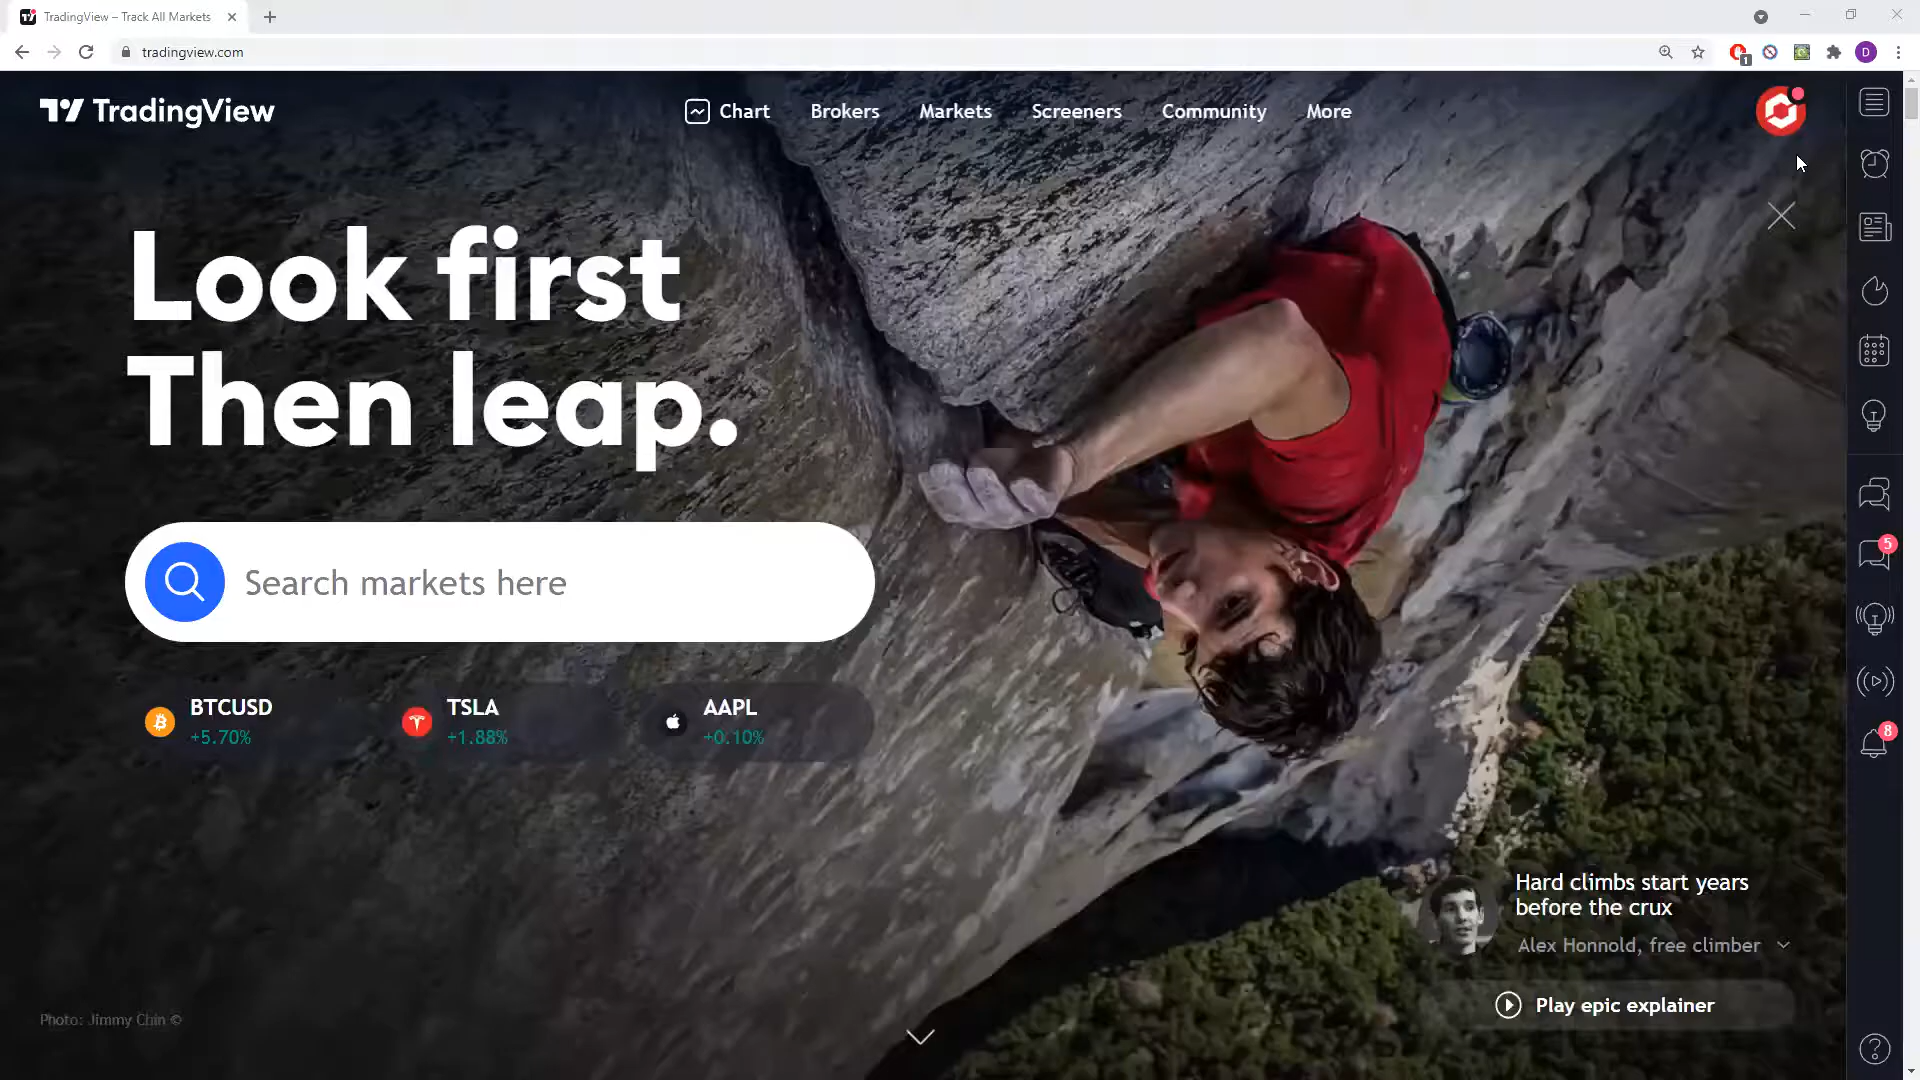 TradingView – Track All Markets
tradingview.com
1
D
TradingView
Chart
Brokers
Markets
Screeners
Community
More
Look first
Then leap.
Search markets here
BTCUSD
+5.70%
TSLA
+1.88%
AAPL
+0.10%
5
8
Hard climbs start years
before the crux
Alex Honnold, free climber
Play epic explainer
Photo: Jimmy Chin ©